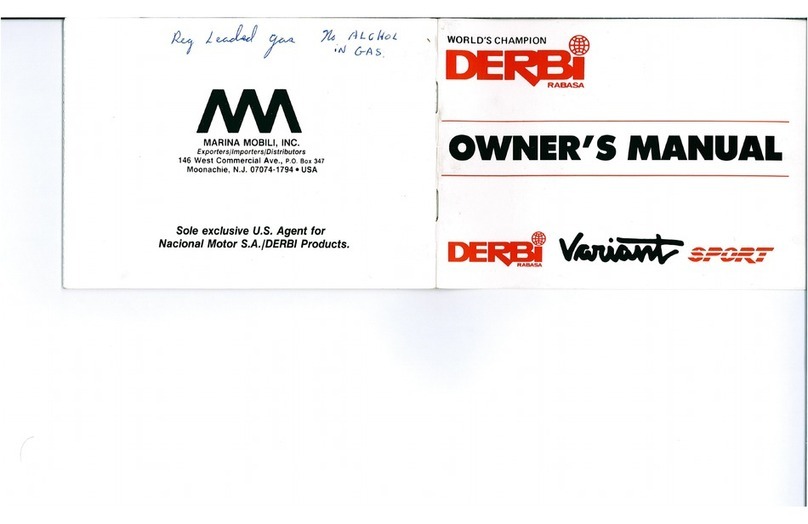 Reg Leaded gas No ALCHOL
IN GAS.
MARINA MOBILI, INC.
Exporters/Importers/Distributors
146 West Commercial Ave., P.O. Box 347
Moonachie, N.J. 07074-1794 • USA
Sole exclusive U.S. Agent for
Nacional Motor S.A./DERBI Products.
WORLD'S CHAMPION
DERBi
RABASA
OWNER'S MANUAL
DERBi Variant SPORT
RABASA